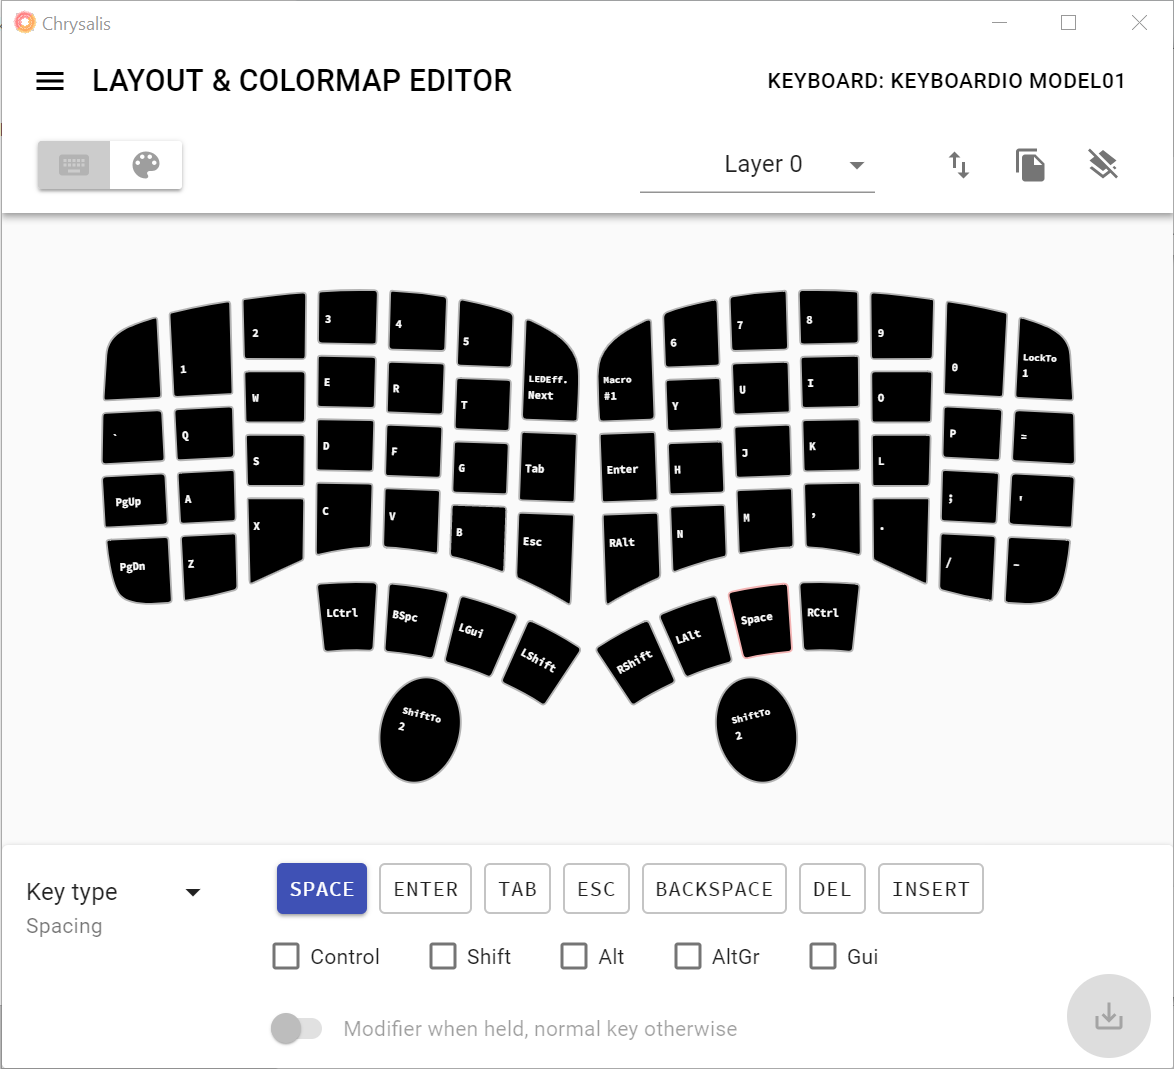 Chrysalis
LAYOUT & COLORMAP EDITOR
KEYBOARD: KEYBOARDIO MODEL01
Layer 0
1
2
3
4
5
LEDEff.
Next
`
Q
W
E
R
T
Tab
PgUp
A
S
D
F
G
Esc
PgDn
Z
X
C
V
B
LCtrl
BSpc
LGui
LShift
ShiftTo
2
Macro
#1
6
7
8
9
0
LockTo
1
Enter
Y
U
I
O
P
=
RAlt
H
J
K
L
;
'
N
M
,
.
/
-
RShift
LAlt
Space
RCtrl
ShiftTo
2
Key type
Spacing
SPACE ENTER TAB ESC BACKSPACE DEL INSERT
Control Shift Alt AltGr Gui
Modifier when held, normal key otherwise